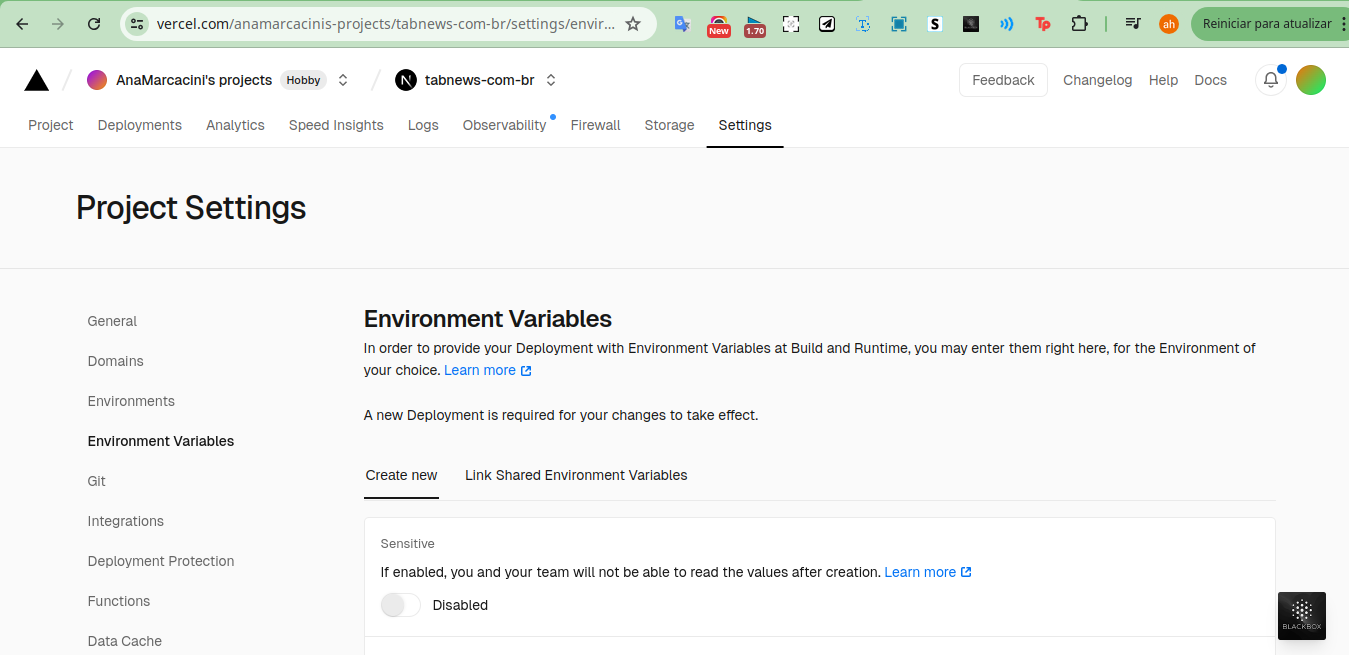 vercel.com/anamarcacinis-projects/tabnews-com-br/settings/envir...
New
1.70
S
Tp
ah
Reiniciar para atualizar
AnaMarcacini's projects Hobby
N tabnews-com-br
Feedback Changelog Help Docs
Project Deployments Analytics Speed Insights Logs Observability Firewall Storage Settings
Project Settings
General
Domains
Environments
Environment Variables
Git
Integrations
Deployment Protection
Functions
Data Cache
Environment Variables
In order to provide your Deployment with Environment Variables at Build and Runtime, you may enter them right here, for the Environment of
your choice. Learn more
A new Deployment is required for your changes to take effect.
Create new Link Shared Environment Variables
Sensitive
If enabled, you and your team will not be able to read the values after creation. Learn more
Disabled
BLACKBOX